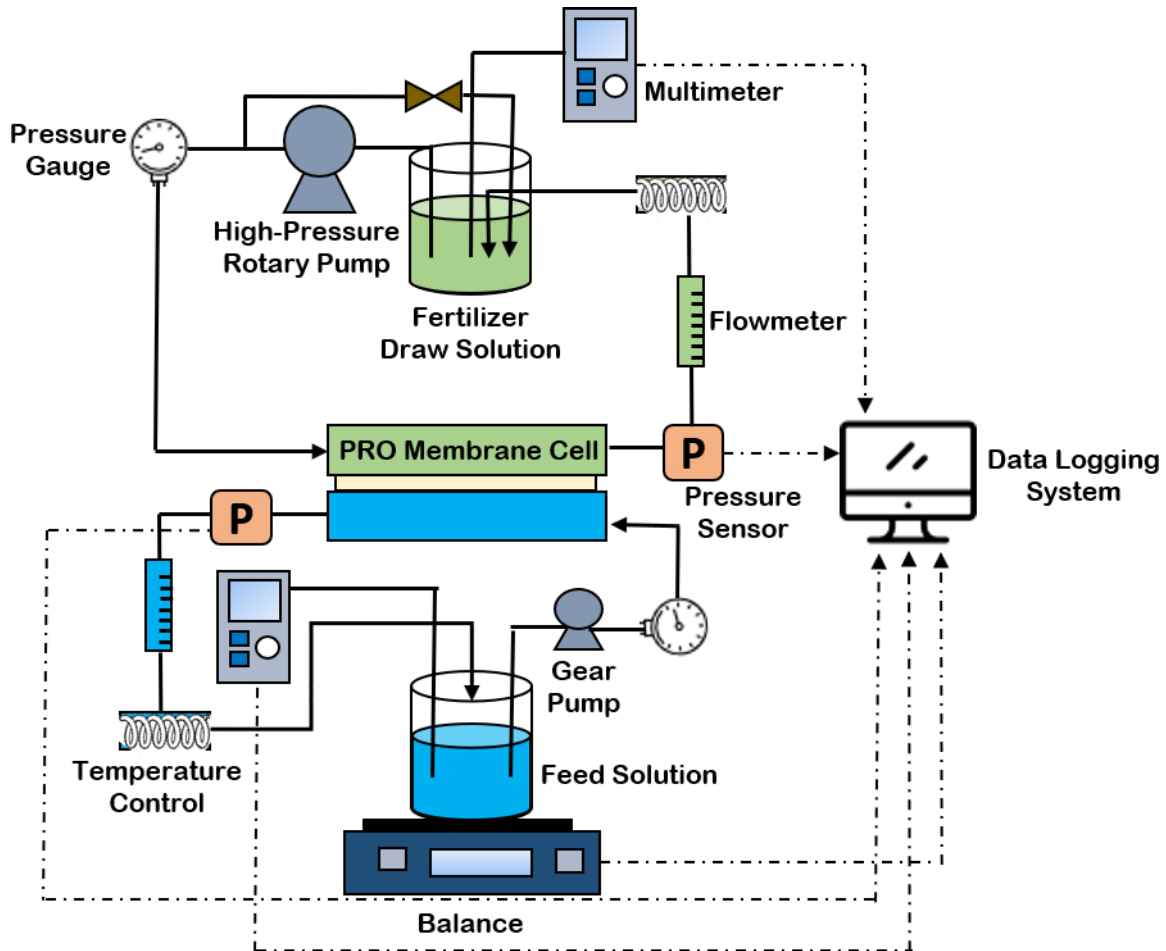 Multimeter
Pressure
Gauge
High-Pressure
Rotary Pump
Fertilizer
Draw Solution
Flowmeter
PRO Membrane Cell
P
Pressure
Sensor
Data Logging
System
P
Gear
Pump
Temperature
Control
Feed Solution
Balance